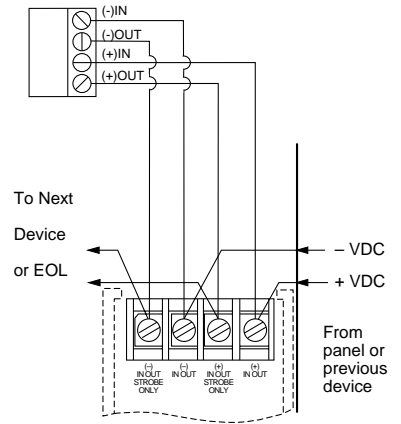 (-)IN
(-)OUT
(+)IN
(+)OUT
To Next
Device
or EOL
– VDC
+ VDC
From
panel or
previous
device
(–)
IN OUT
STROBE
ONLY
(–)
IN OUT
(+)
IN OUT
STROBE
ONLY
(+)
IN OUT